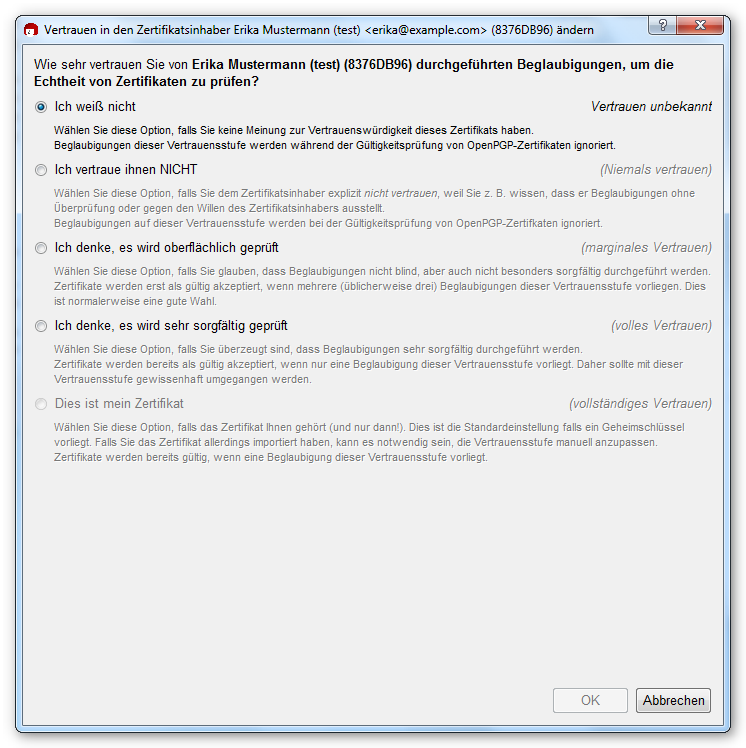 Vertrauen in den Zertifikatsinhaber Erika Mustermann (test) <erika@example.com> (8376DB96) ändern
Wie sehr vertrauen Sie von Erika Mustermann (test) (8376DB96) durchgeführten Beglaubigungen, um die
Echtheit von Zertifikaten zu prüfen?
Ich weiß nicht Vertrauen unbekannt
Wählen Sie diese Option, falls Sie keine Meinung zur Vertrauenswürdigkeit dieses Zertifikats haben.
Beglaubigungen dieser Vertrauensstufe werden während der Gültigkeitsprüfung von OpenPGP-Zertifikaten ignoriert.
Ich vertraue ihnen NICHT (Niemals vertrauen)
Wählen Sie diese Option, falls Sie dem Zertifikatsinhaber explizit nicht vertrauen, weil Sie z. B. wissen, dass er Beglaubigungen ohne
Überprüfung oder gegen den Willen des Zertifikatsinhabers ausstellt.
Beglaubigungen auf dieser Vertrauensstufe werden bei der Gültigkeitsprüfung von OpenPGP-Zertifkaten ignoriert.
Ich denke, es wird oberflächlich geprüft (marginales Vertrauen)
Wählen Sie diese Option, falls Sie glauben, dass Beglaubigungen nicht blind, aber auch nicht besonders sorgfältig durchgeführt werden.
Zertifikate werden erst als gültig akzeptiert, wenn mehrere (üblicherweise drei) Beglaubigungen dieser Vertrauensstufe vorliegen. Dies
ist normalerweise eine gute Wahl.
Ich denke, es wird sehr sorgfältig geprüft (volles Vertrauen)
Wählen Sie diese Option, falls Sie überzeugt sind, dass Beglaubigungen sehr sorgfältig durchgeführt werden.
Zertifikate werden bereits als gültig akzeptiert, wenn nur eine Beglaubigung dieser Vertrauensstufe vorliegt. Daher sollte mit dieser
Vertrauensstufe gewissenhaft umgegangen werden.
Dies ist mein Zertifikat (vollständiges Vertrauen)
Wählen Sie diese Option, falls das Zertifikat Ihnen gehört (und nur dann!). Dies ist die Standardeinstellung falls ein Geheimschlüssel
vorliegt. Falls Sie das Zertifikat allerdings importiert haben, kann es notwendig sein, die Vertrauensstufe manuell anzupassen.
Zertifikate werden bereits gültig, wenn eine Beglaubigung dieser Vertrauensstufe vorliegt.
OK Abbrechen